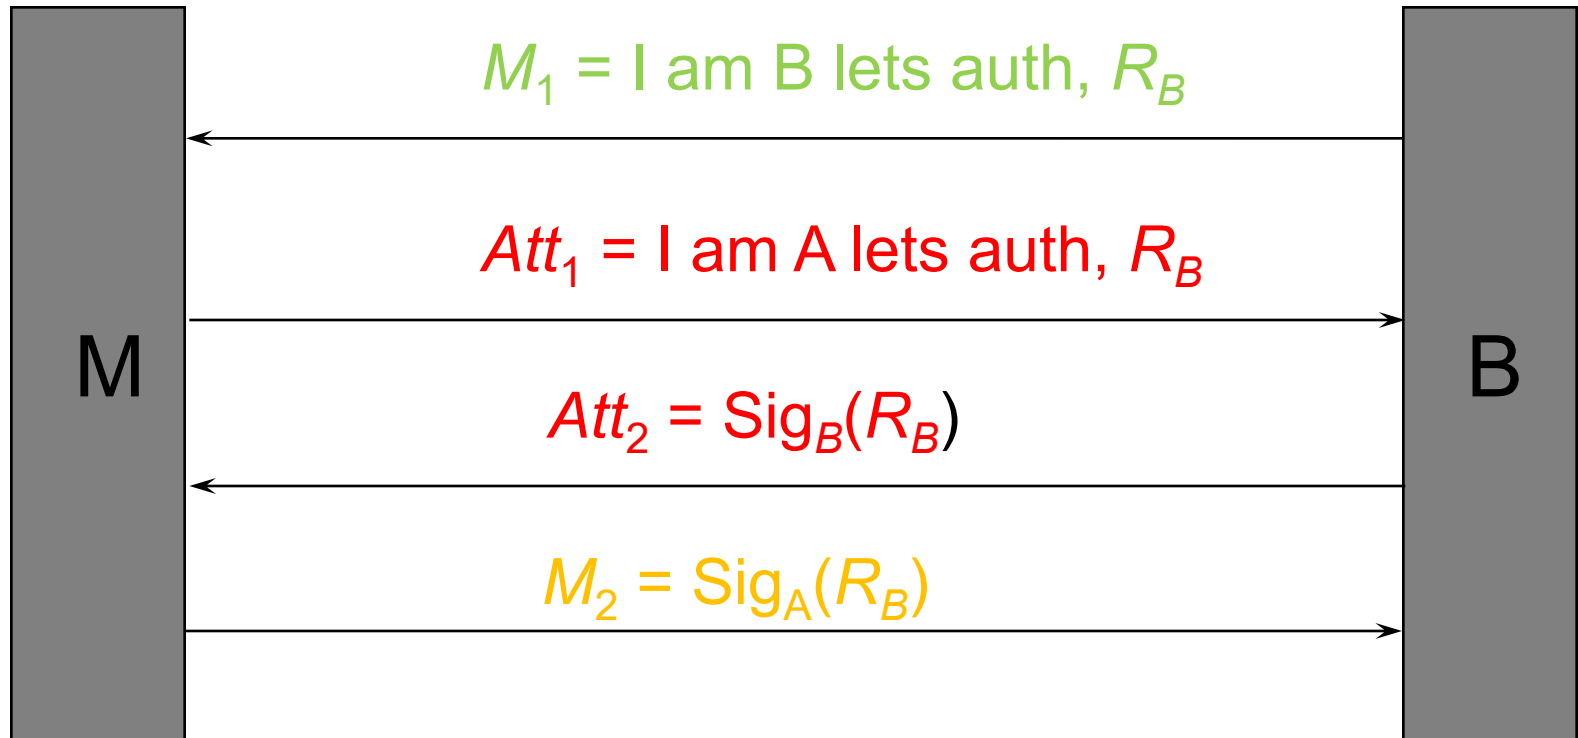 M₁ = I am B lets auth, R_B
Att₁ = I am A lets auth, R_B
M
B
Att₂ = Sig_B(R_B)
M₂ = Sig_A(R_B)